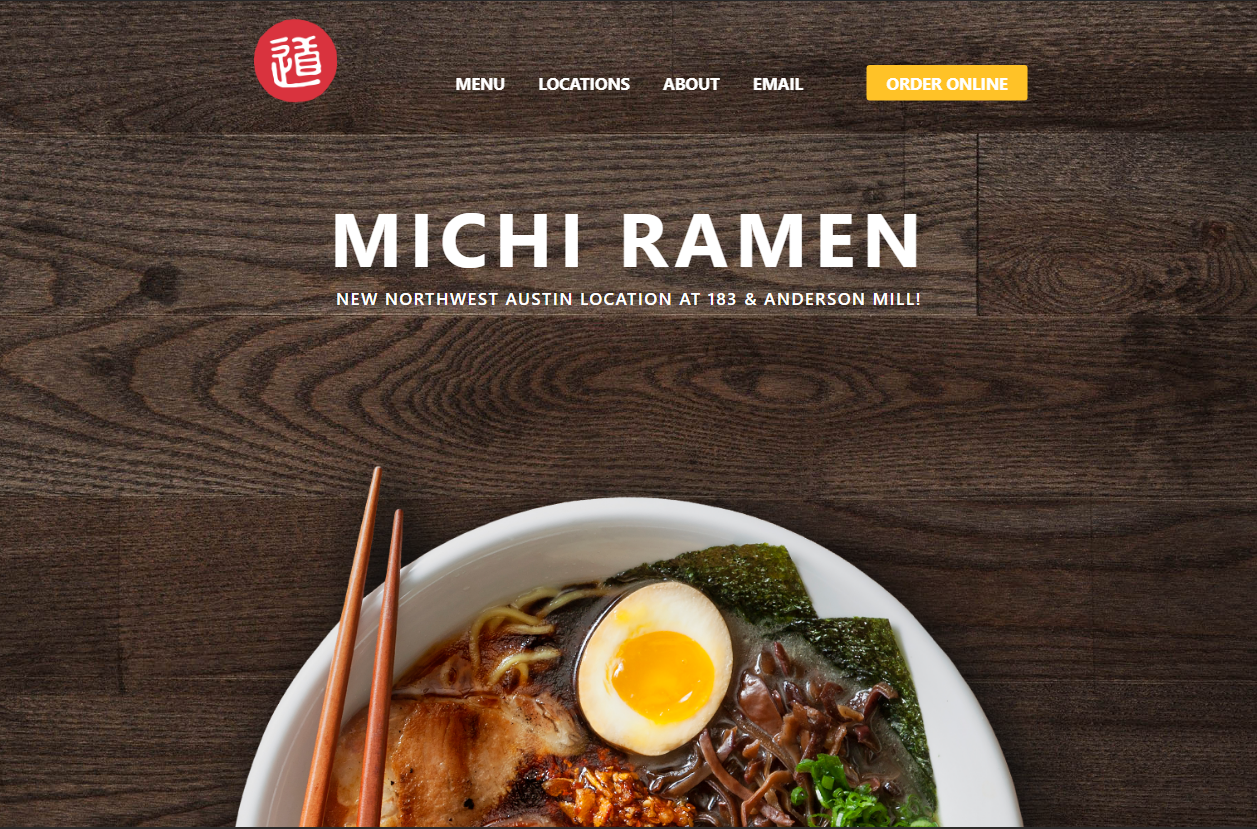 道
MENU LOCATIONS ABOUT EMAIL ORDER ONLINE
MICHI RAMEN
NEW NORTHWEST AUSTIN LOCATION AT 183 & ANDERSON MILL!